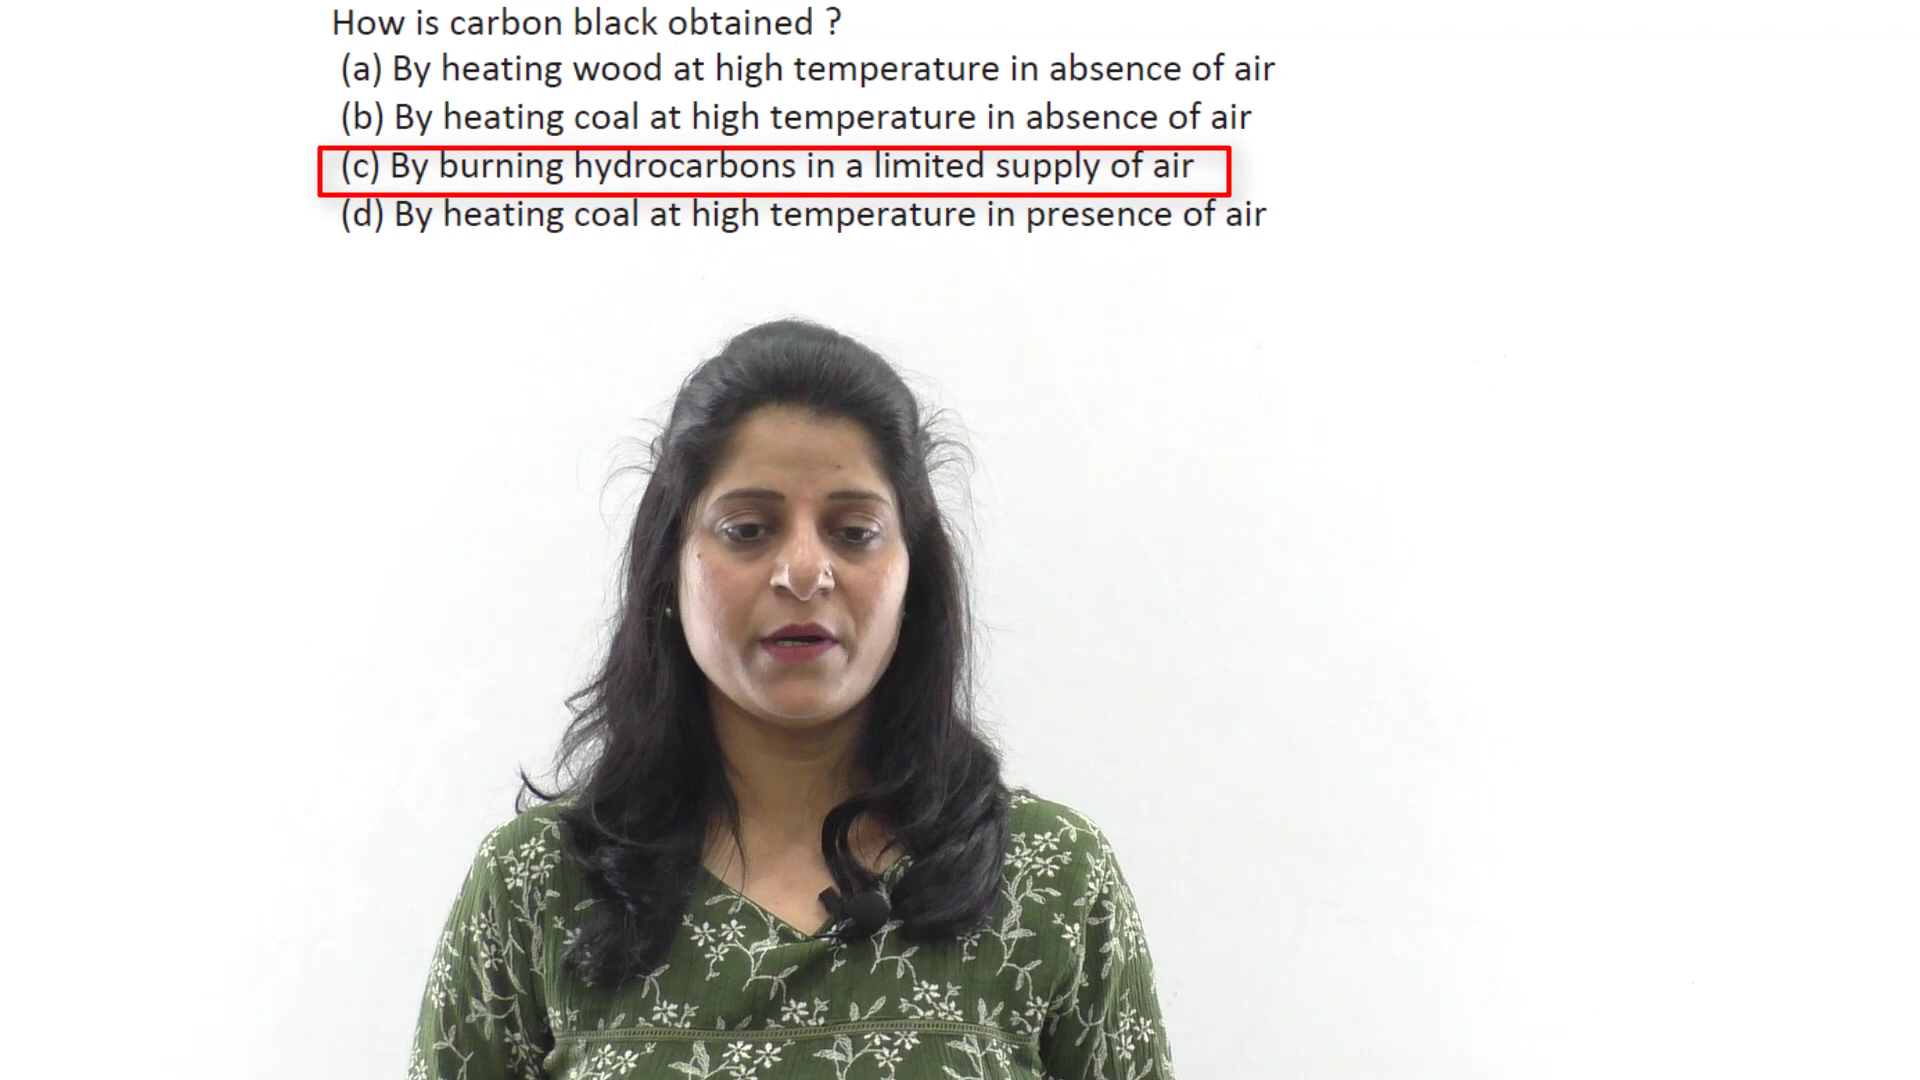 How is carbon black obtained ?
(a) By heating wood at high temperature in absence of air
(b) By heating coal at high temperature in absence of air
(c) By burning hydrocarbons in a limited supply of air
(d) By heating coal at high temperature in presence of air